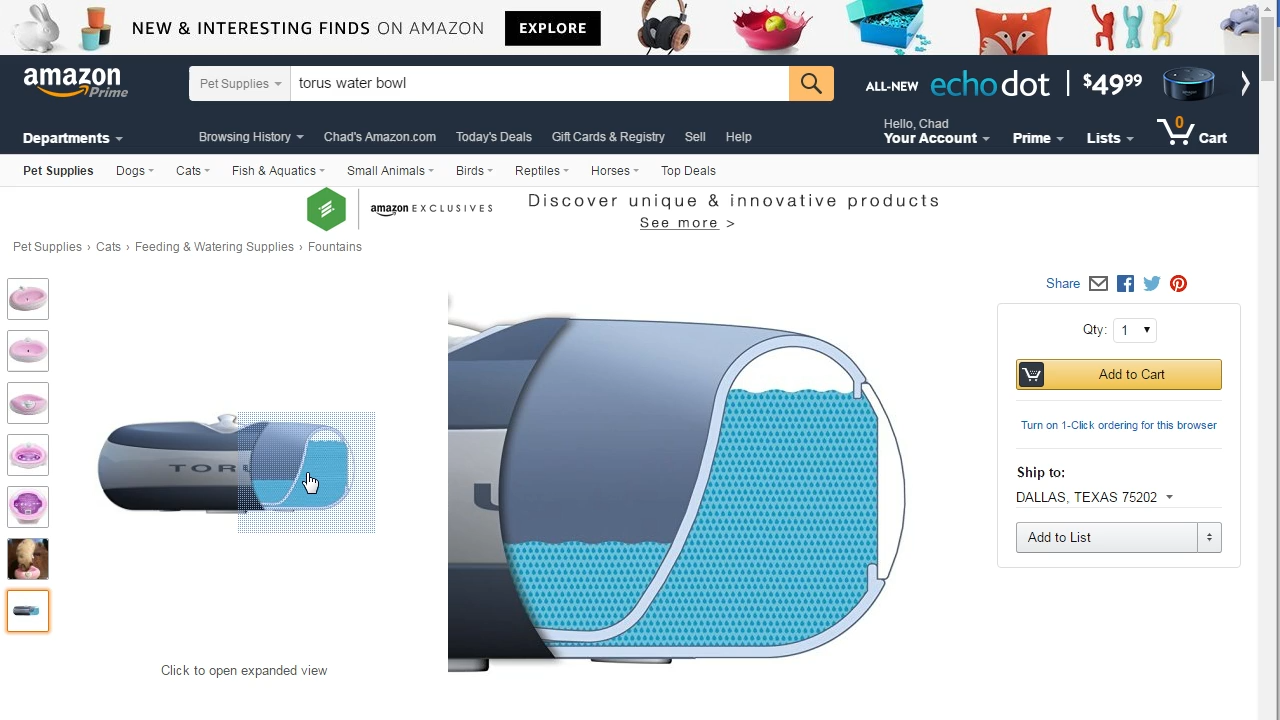 NEW & INTERESTING FINDS ON AMAZON EXPLORE
amazon Prime
Pet Supplies torus water bowl
ALL-NEW echo dot $49.99
Departments Browsing History Chad's Amazon.com Today's Deals Gift Cards & Registry Sell Help
Hello, Chad
Your Account Prime Lists 0 Cart
Pet Supplies Dogs Cats Fish & Aquatics Small Animals Birds Reptiles Horses Top Deals
amazon EXCLUSIVES
Discover unique & innovative products
See more >
Pet Supplies › Cats › Feeding & Watering Supplies › Fountains
Share
Qty: 1
Add to Cart
Turn on 1-Click ordering for this browser
Ship to:
DALLAS, TEXAS 75202
Add to List
TORU
U
Click to open expanded view